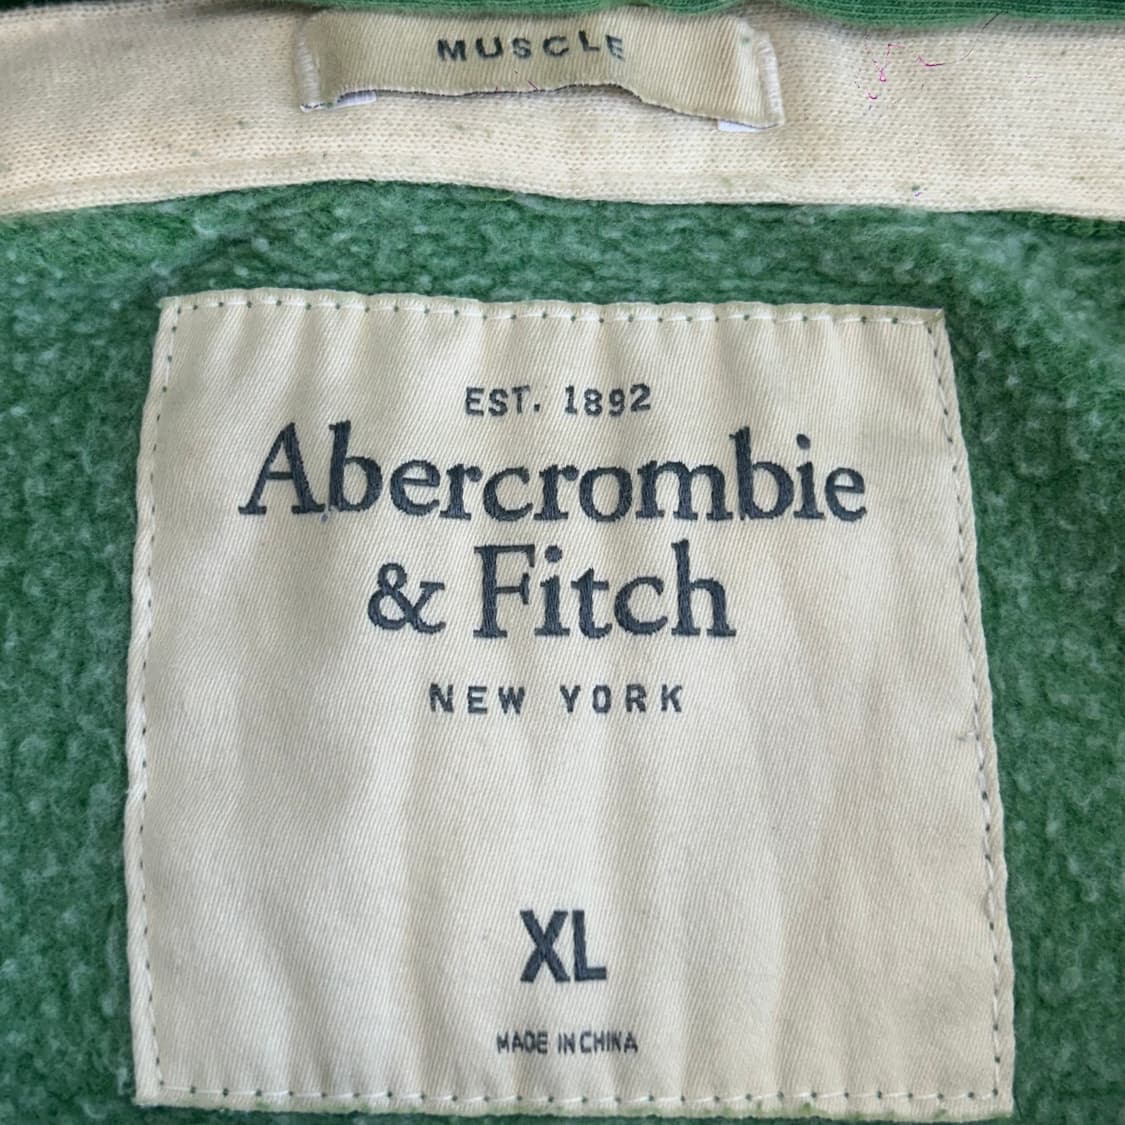 MUSCLE
EST. 1892
Abercrombie
& Fitch
NEW YORK
XL
MADE IN CHINA